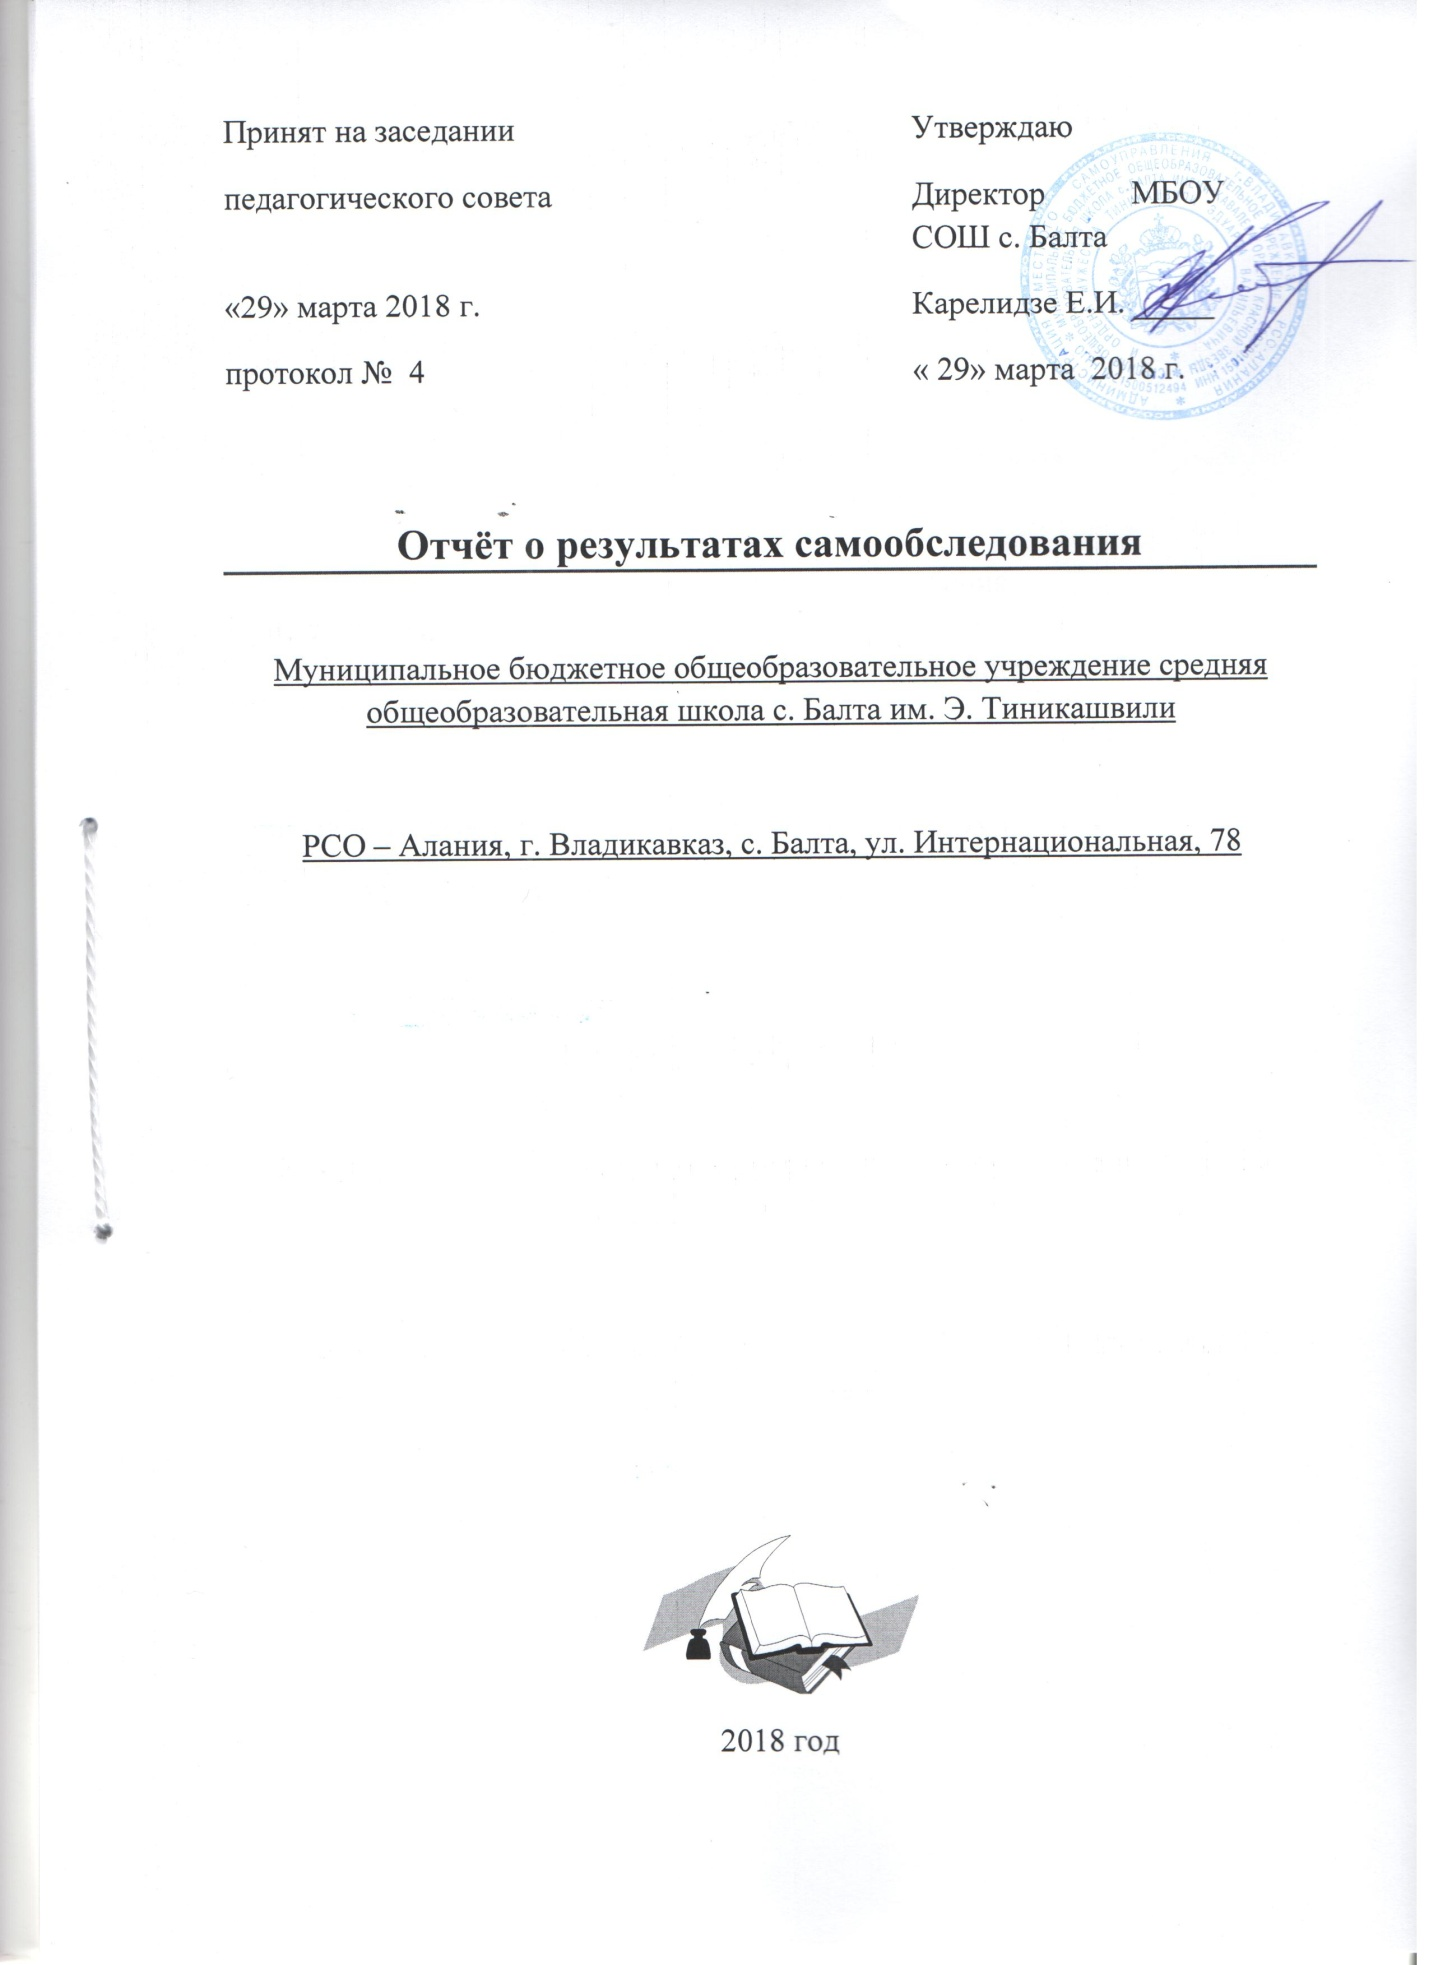 Принят на заседании
педагогического совета
«29» марта 2018 г.
протокол № 4
Утверждаю
Директор МБОУ
СОШ с. Балта
Карелидзе Е.И. ______
« 29» марта 2018 г.
Отчёт о результатах самообследования
Муниципальное бюджетное общеобразовательное учреждение средняя
общеобразовательная школа с. Балта им. Э. Тиникашвили
РСО – Алания, г. Владикавказ, с. Балта, ул. Интернациональная, 78
2018 год